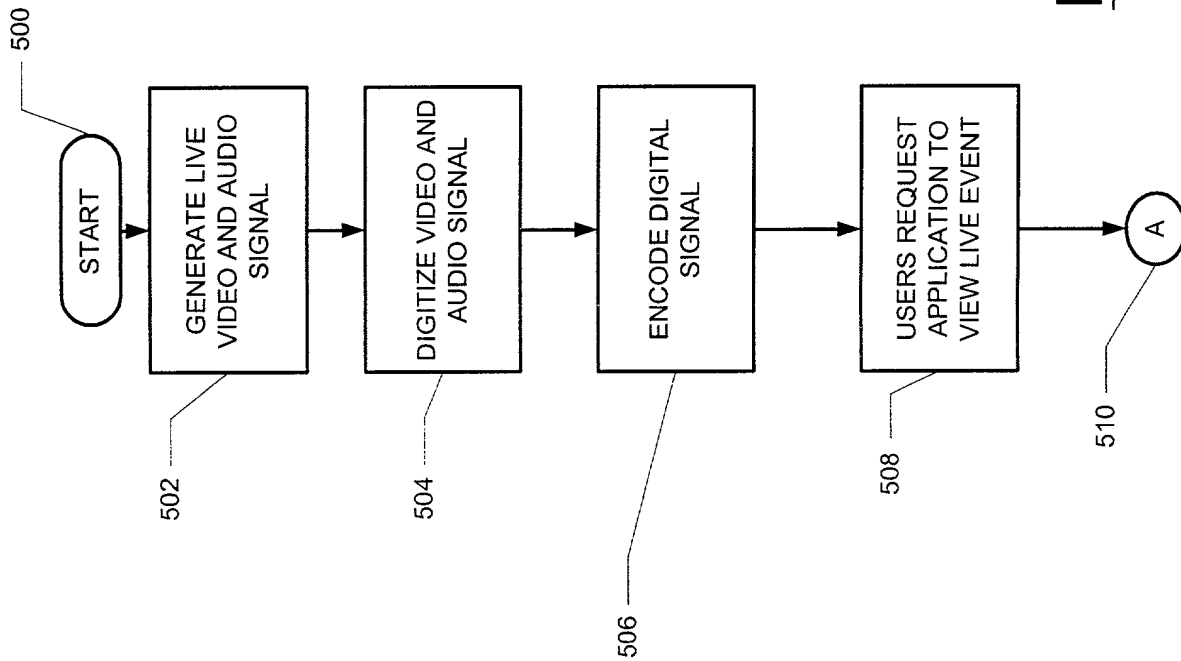 500
START
GENERATE LIVE
VIDEO AND AUDIO
SIGNAL
502
DIGITIZE VIDEO AND
AUDIO SIGNAL
504
ENCODE DIGITAL
SIGNAL
506
USERS REQUEST
APPLICATION TO
VIEW LIVE EVENT
508
A
510